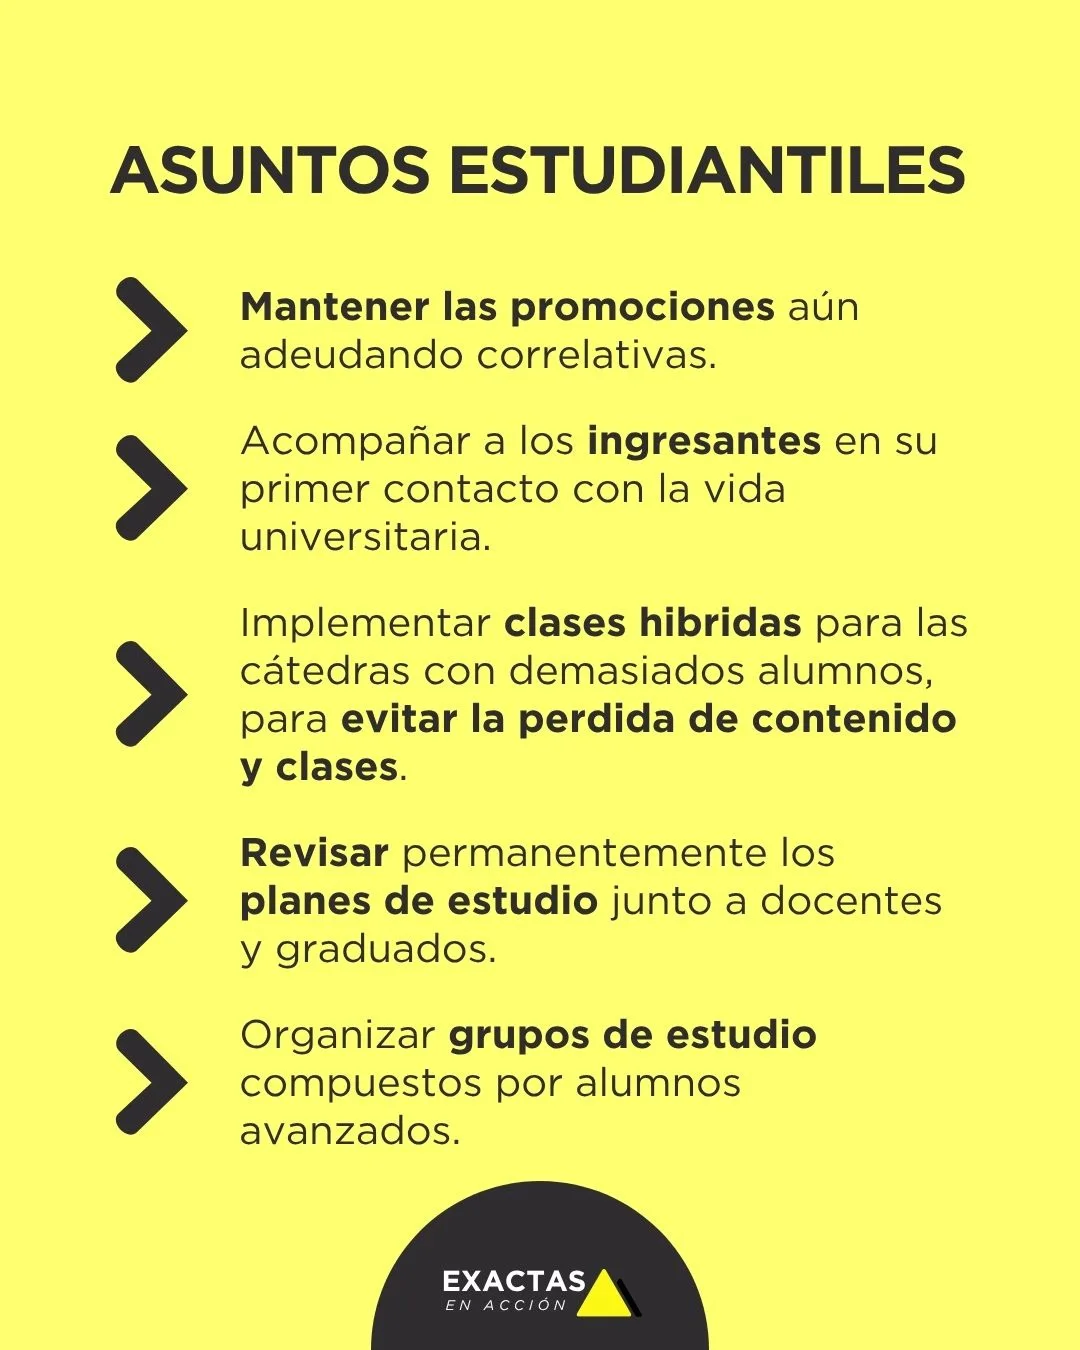 ASUNTOS ESTUDIANTILES
Mantener las promociones aún
adeudando correlativas.
Acompañar a los ingresantes en su
primer contacto con la vida
universitaria.
Implementar clases hibridas para las
cátedras con demasiados alumnos,
para evitar la perdida de contenido
y clases.
Revisar permanentemente los
planes de estudio junto a docentes
y graduados.
Organizar grupos de estudio
compuestos por alumnos
avanzados.
EXACTAS
EN ACCIÓN